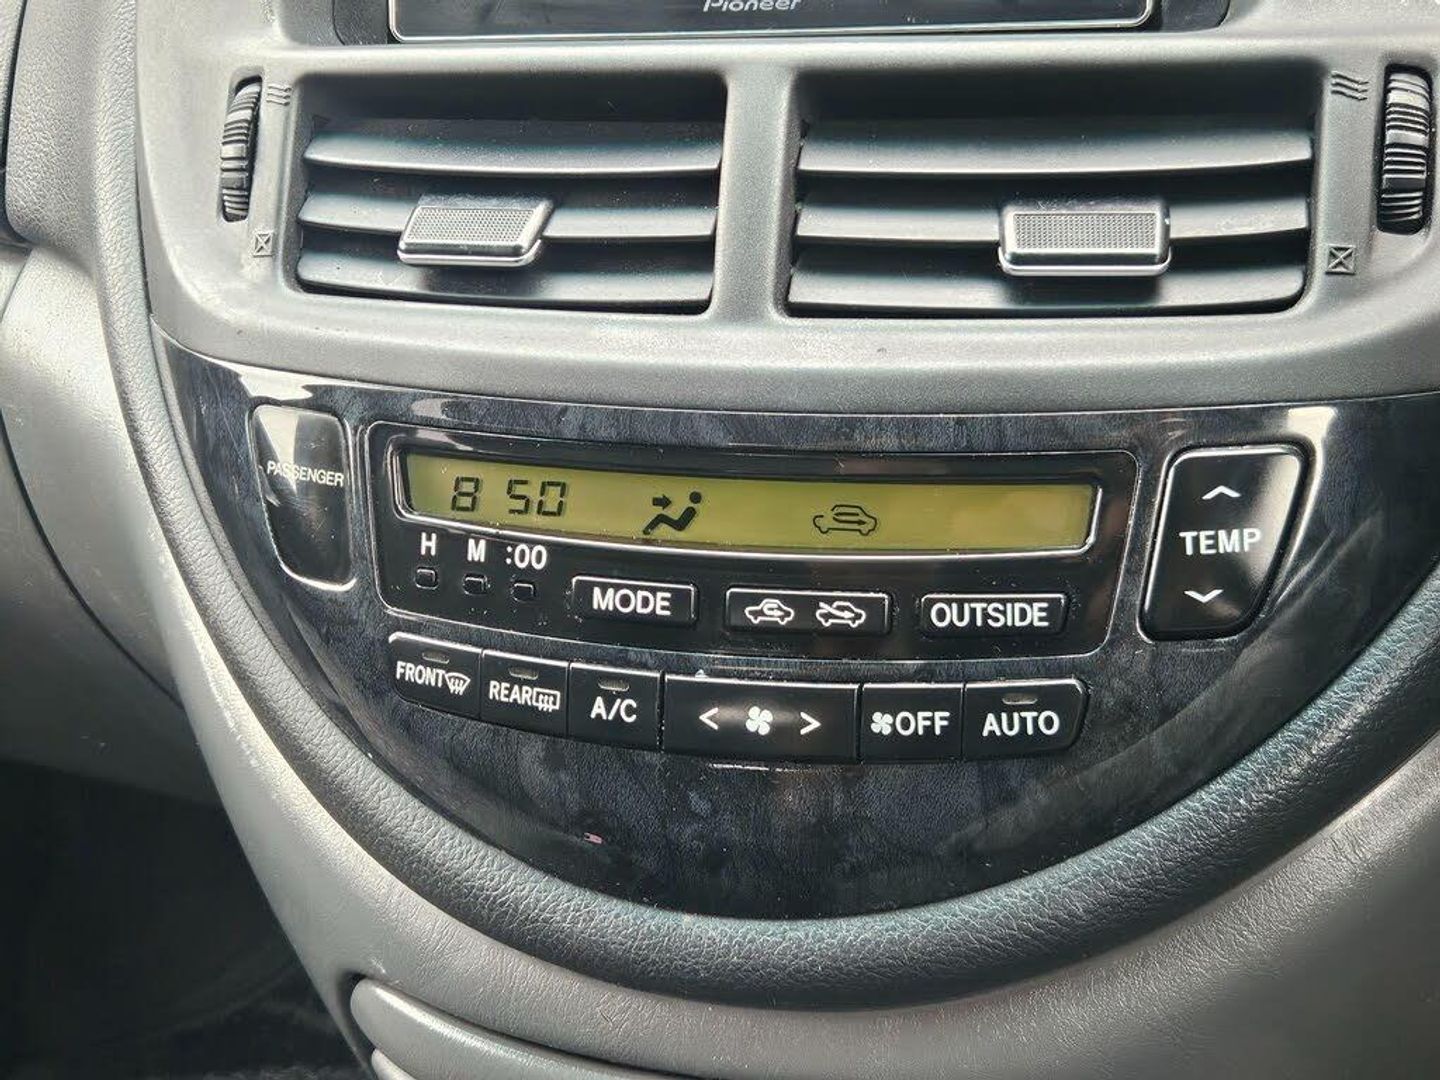 Pioneer
PASSENGER
8 50
H M :00
MODE
OUTSIDE
TEMP
FRONT
REAR
A/C
< >
OFF
AUTO